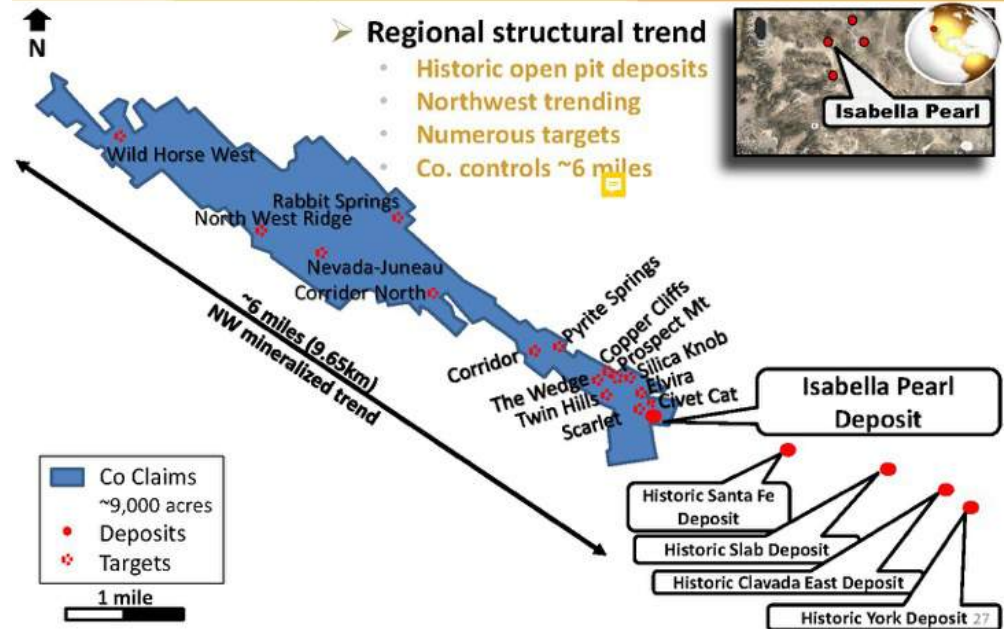 N
➤ Regional structural trend
• Historic open pit deposits
• Northwest trending
• Numerous targets
• Co. controls ~6 miles
Isabella Pearl
Wild Horse West
Rabbit Springs
North West Ridge
Nevada-Juneau
Corridor North
~6 miles (9.65km)
NW mineralized trend
Corridor
Pyrite Springs
Copper Cliffs
Prospect Mt
Silica Knob
The Wedge
Elvira
Twin Hills
Civet Cat
Scarlet
Isabella Pearl
Deposit
Historic Santa Fe
Deposit
Historic Slab Deposit
Historic Clavada East Deposit
Historic York Deposit 27
Co Claims
~9,000 acres
Deposits
Targets
1 mile